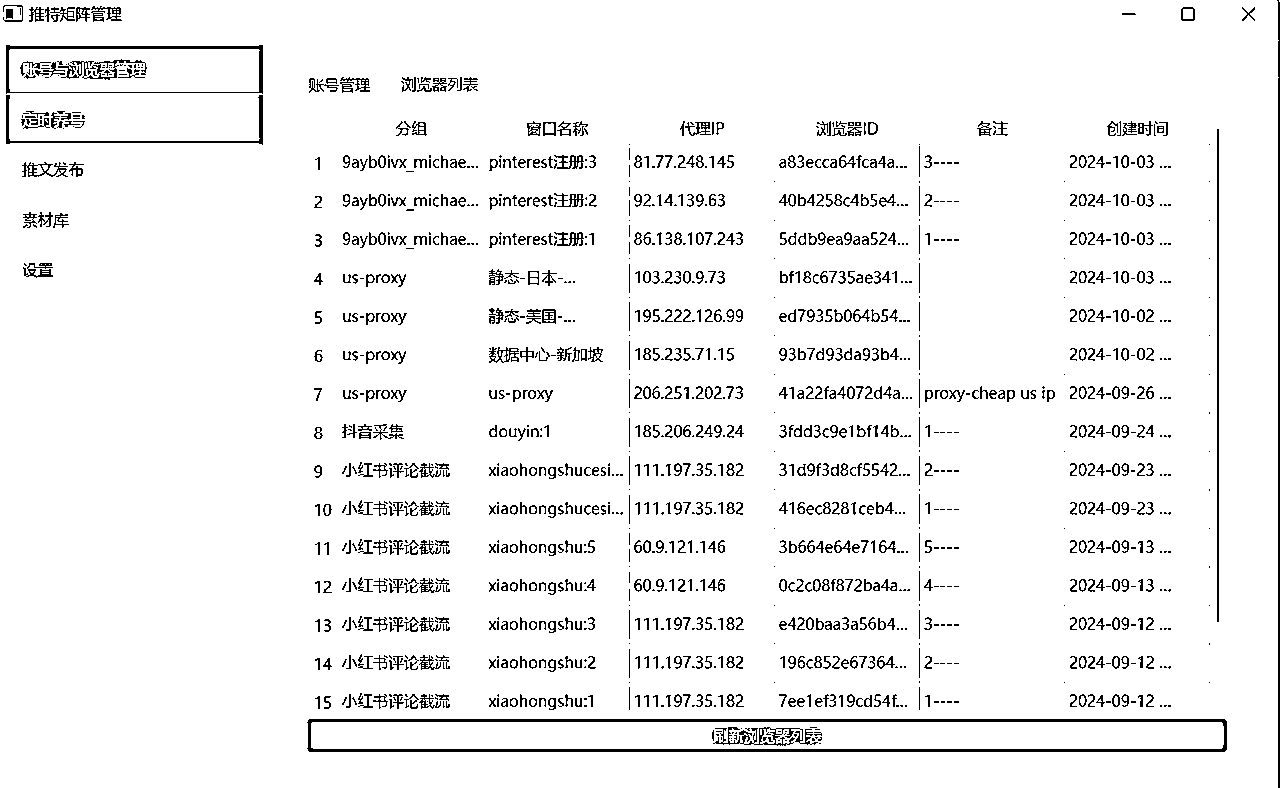 推特矩阵管理
账号与浏览器管理
定时养号
推文发布
素材库
设置
账号管理 浏览器列表
分组 窗口名称 代理IP 浏览器ID 备注 创建时间
1 9ayb0ivx_michae... pinterest注册:3 81.77.248.145 a83ecca64fca4a... 3---- 2024-10-03 ...
2 9ayb0ivx_michae... pinterest注册:2 92.14.139.63 40b4258c4b5e4... 2---- 2024-10-03 ...
3 9ayb0ivx_michae... pinterest注册:1 86.138.107.243 5ddb9ea9aa524... 1---- 2024-10-03 ...
4 us-proxy 静态-日本-... 103.230.9.73 bf18c6735ae341... 2024-10-03 ...
5 us-proxy 静态-美国-... 195.222.126.99 ed7935b064b54... 2024-10-02 ...
6 us-proxy 数据中心-新加坡 185.235.71.15 93b7d93da93b4... 2024-10-02 ...
7 us-proxy us-proxy 206.251.202.73 41a22fa4072d4a... proxy-cheap us ip 2024-09-26 ...
8 抖音采集 douyin:1 185.206.249.24 3fdd3c9e1bf14b... 1---- 2024-09-24 ...
9 小红书评论截流 xiaohongshucesi... 111.197.35.182 31d9f3d8cf5542... 2---- 2024-09-23 ...
10 小红书评论截流 xiaohongshucesi... 111.197.35.182 416ec8281ceb4... 1---- 2024-09-23 ...
11 小红书评论截流 xiaohongshu:5 60.9.121.146 3b664e64e7164... 5---- 2024-09-13 ...
12 小红书评论截流 xiaohongshu:4 60.9.121.146 0c2c08f872ba4a... 4---- 2024-09-13 ...
13 小红书评论截流 xiaohongshu:3 111.197.35.182 e420baa3a56b4... 3---- 2024-09-12 ...
14 小红书评论截流 xiaohongshu:2 111.197.35.182 196c852e67364... 2---- 2024-09-12 ...
15 小红书评论截流 xiaohongshu:1 111.197.35.182 7ee1ef319cd54f... 1---- 2024-09-12 ...
刷新浏览器列表